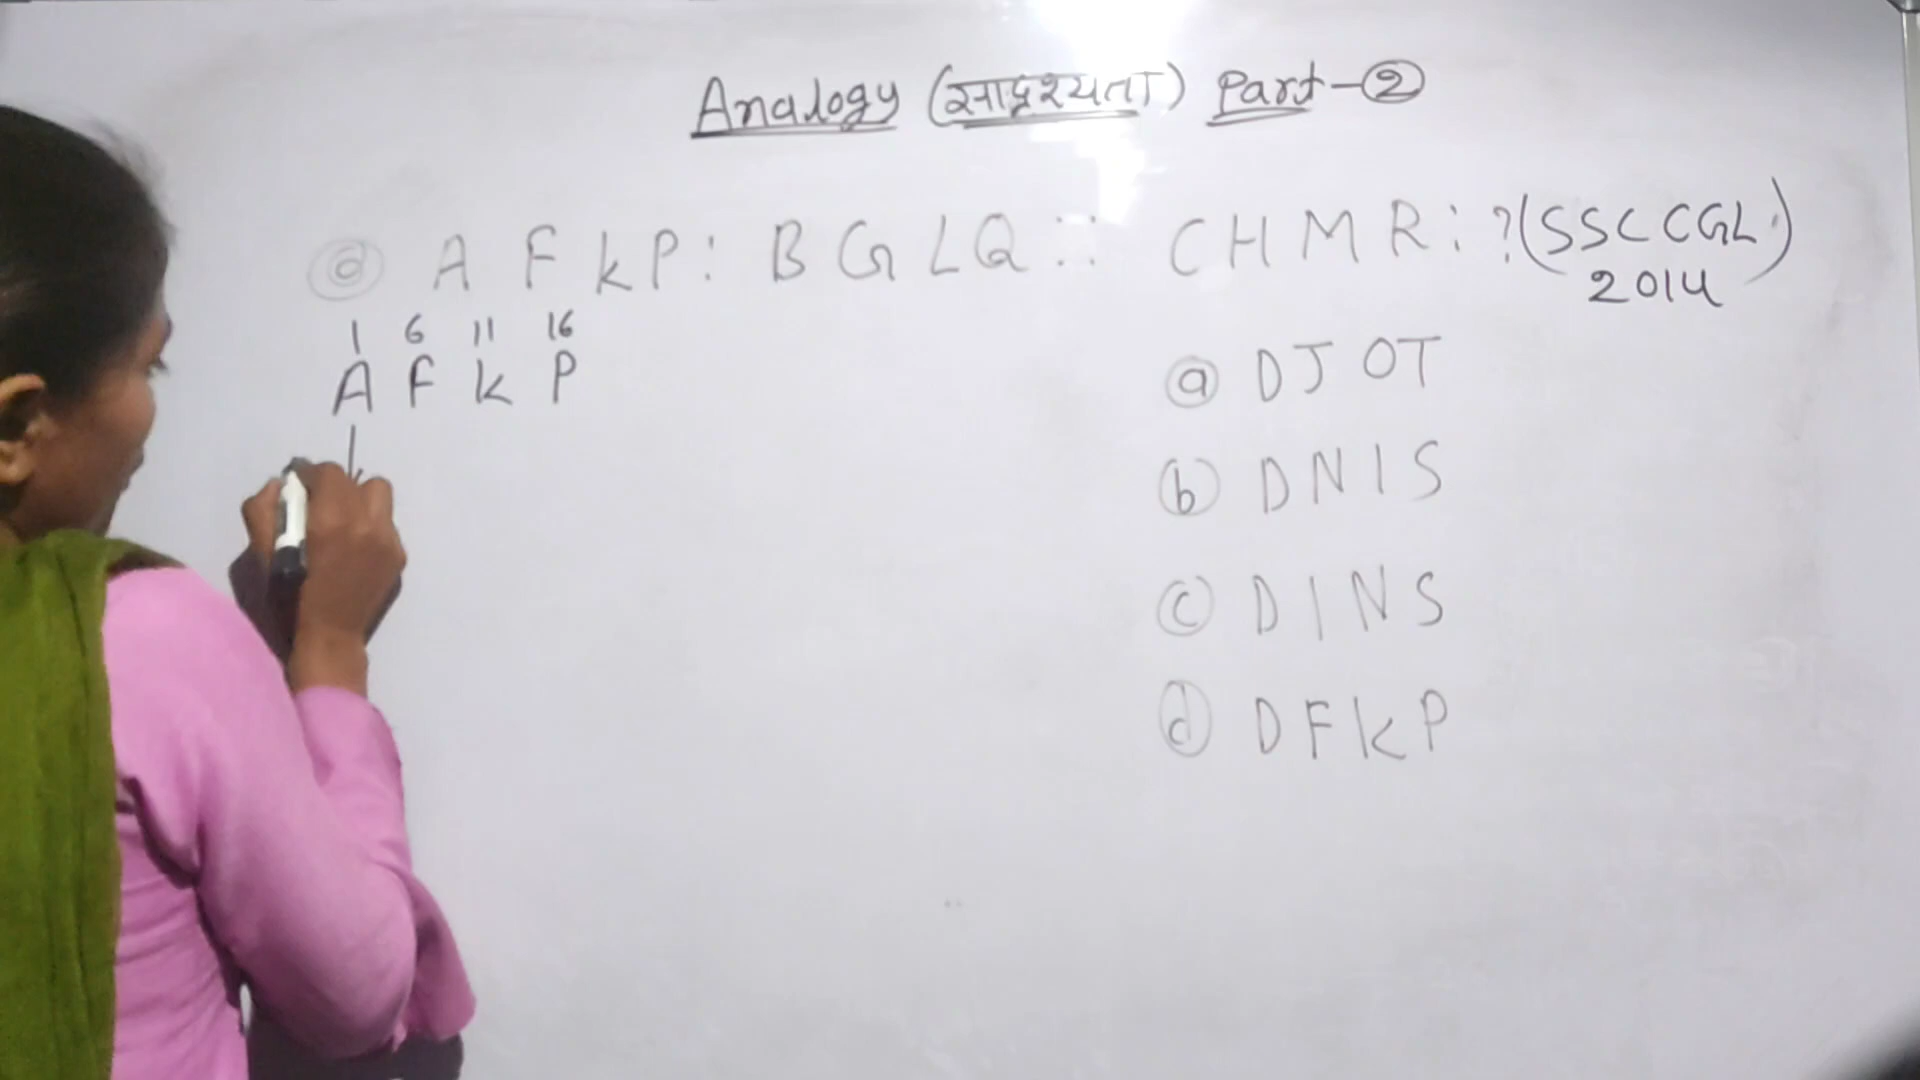 Analogy (सादृश्यता) Part-②
ⓓ A F k P : B G L Q :: C H M R : ? (SSC CGL)
2014
1 6 11 16
A F k P
ⓐ D J O T
ⓑ D N I S
ⓒ D I N S
ⓓ D F k P